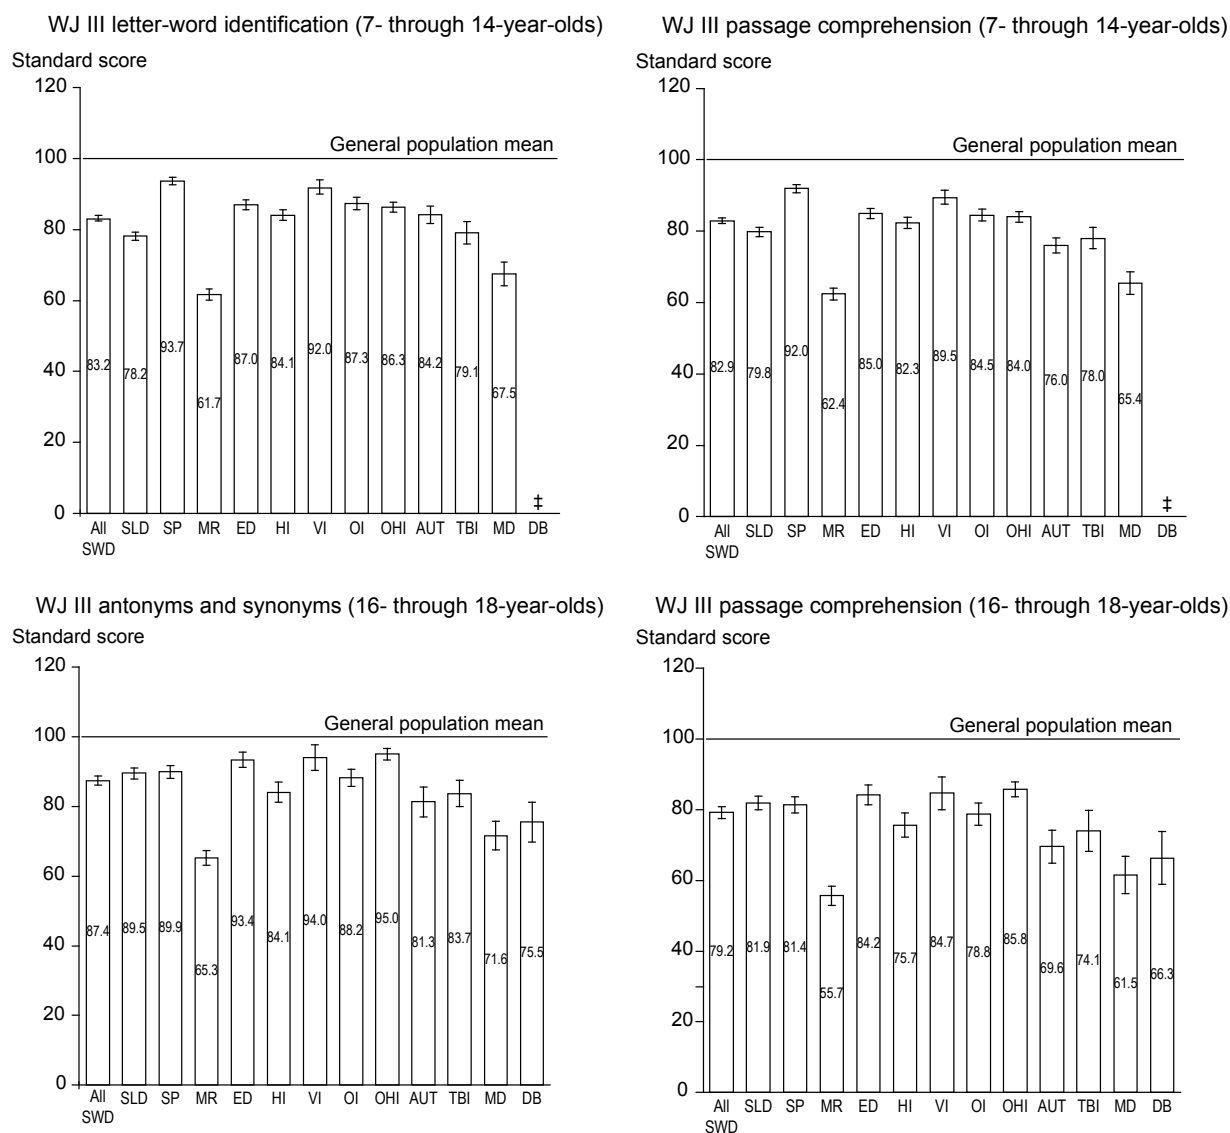 WJ III letter-word identification (7- through 14-year-olds)
Standard score
120
100
80
60
40
20
0
General population mean
83.2 78.2 93.7 61.7 87.0 84.1 92.0 87.3 86.3 84.2 79.1 67.5 ‡
All SWD SLD SP MR ED HI VI OI OHI AUT TBI MD DB
WJ III passage comprehension (7- through 14-year-olds)
Standard score
120
100
80
60
40
20
0
General population mean
82.9 79.8 92.0 62.4 85.0 82.3 89.5 84.5 84.0 76.0 78.0 65.4 ‡
All SWD SLD SP MR ED HI VI OI OHI AUT TBI MD DB
WJ III antonyms and synonyms (16- through 18-year-olds)
Standard score
120
100
80
60
40
20
0
General population mean
87.4 89.5 89.9 65.3 93.4 84.1 94.0 88.2 95.0 81.3 83.7 71.6 75.5
All SWD SLD SP MR ED HI VI OI OHI AUT TBI MD DB
WJ III passage comprehension (16- through 18-year-olds)
Standard score
120
100
80
60
40
20
0
General population mean
79.2 81.9 81.4 55.7 84.2 75.7 84.7 78.8 85.8 69.6 74.1 61.5 66.3
All SWD SLD SP MR ED HI VI OI OHI AUT TBI MD DB